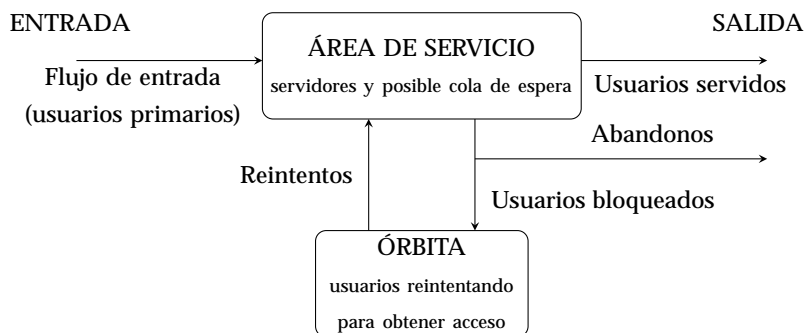 ENTRADA
SALIDA
ÁREA DE SERVICIO
servidores y posible cola de espera
Flujo de entrada
(usuarios primarios)
Usuarios servidos
Abandonos
Reintentos
Usuarios bloqueados
ÓRBITA
usuarios reintentando
para obtener acceso